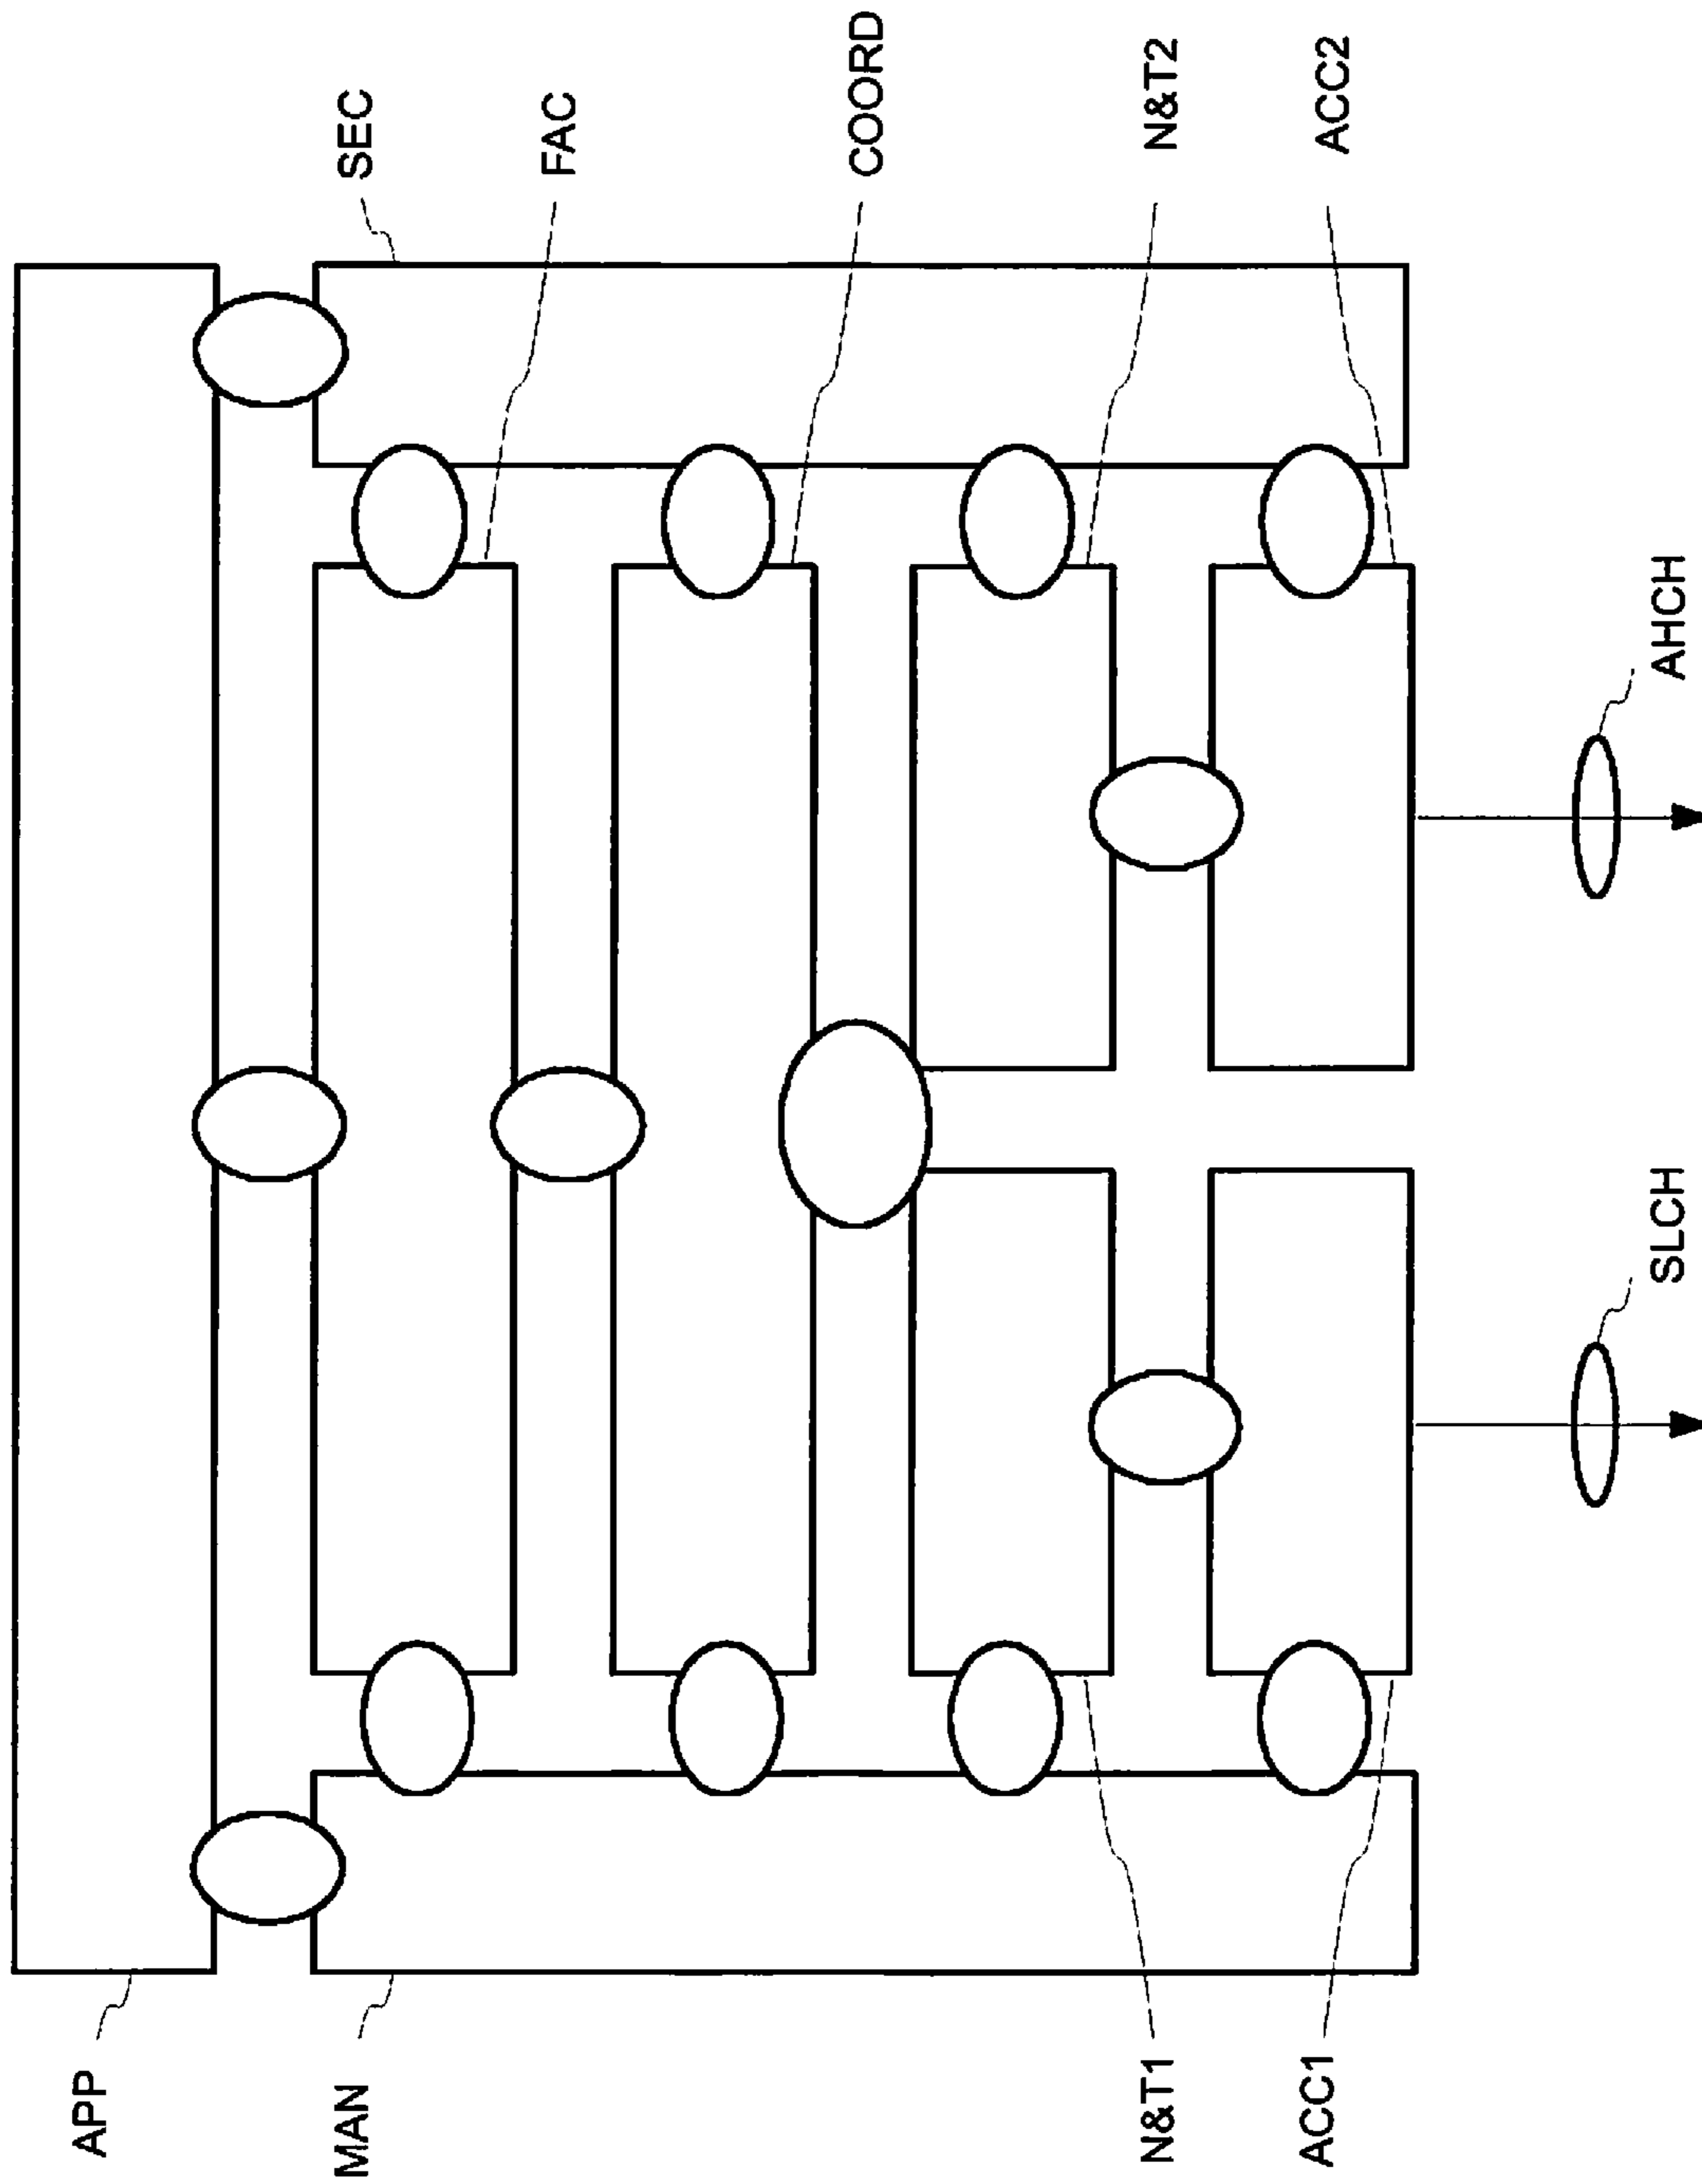 APP
MAN
N&T1
ACC1
SEC
FAC
COORD
N&T2
ACC2
SLCH
AHCH